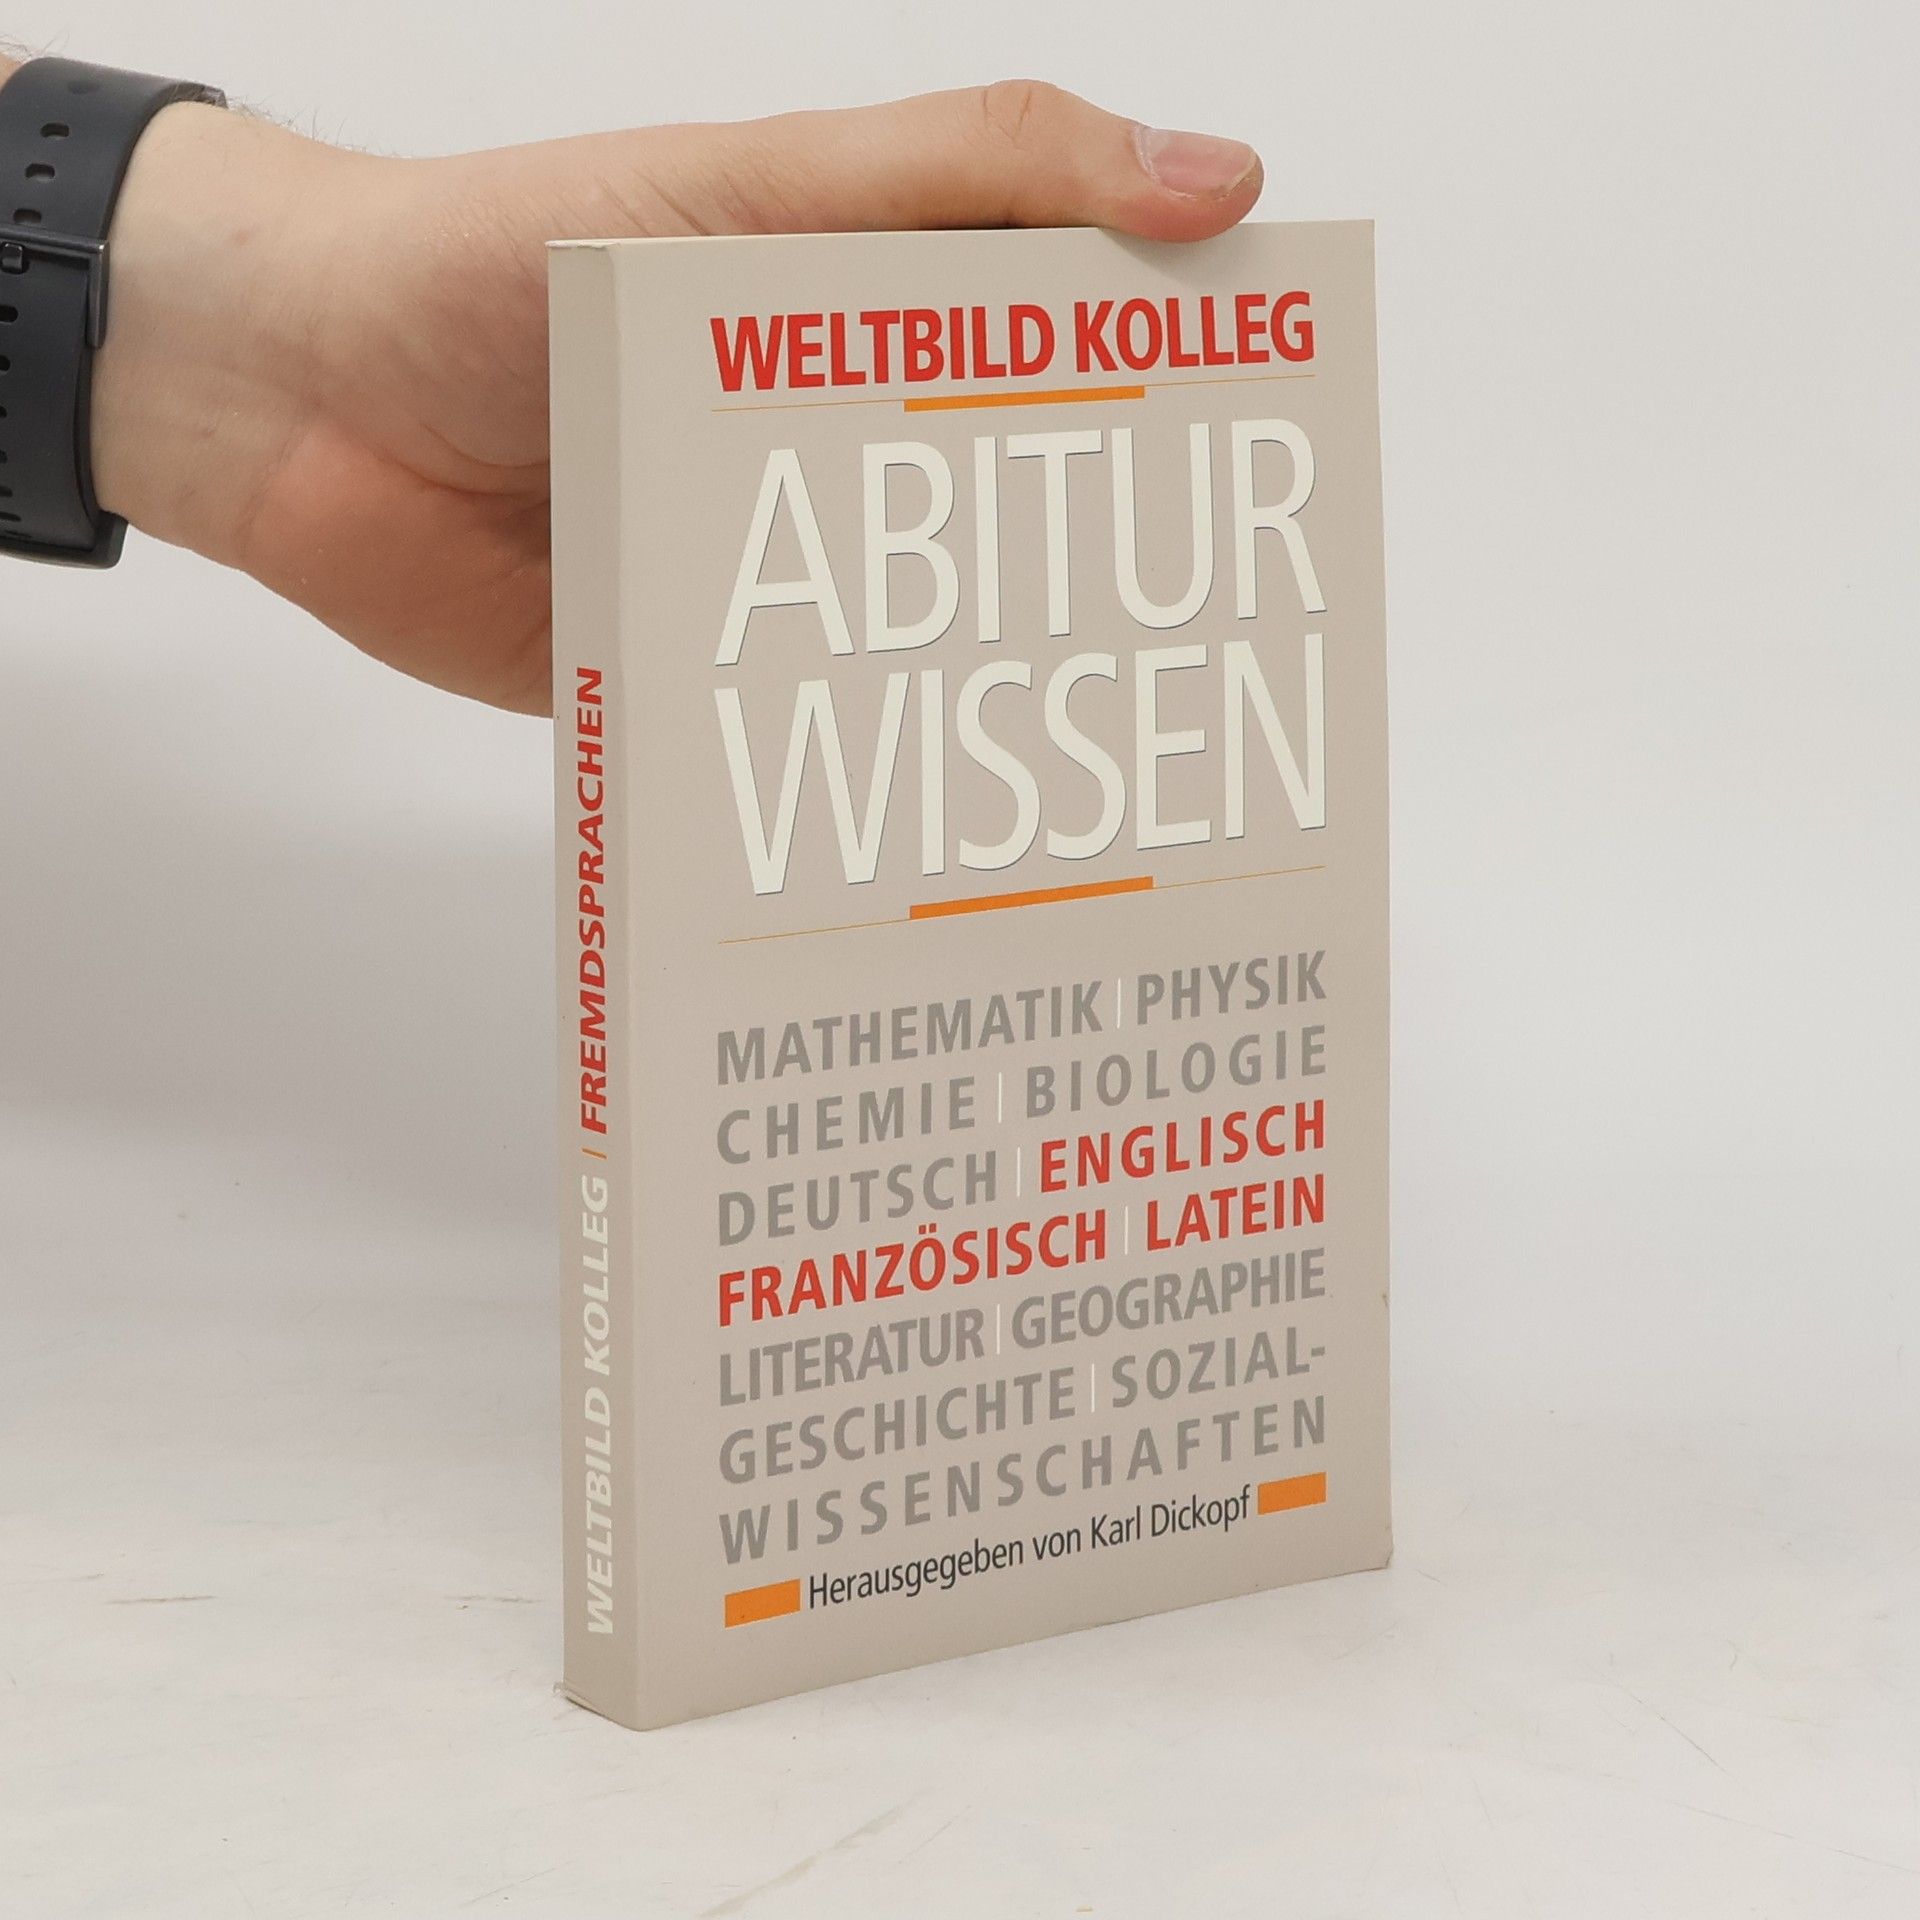 WELTBILD KOLLEG
ABITUR
WISSEN
MATHEMATIK | PHYSIK
CHEMIE | BIOLOGIE
DEUTSCH | ENGLISCH
FRANZÖSISCH | LATEIN
LITERATUR | GEOGRAPHIE
GESCHICHTE | SOZIAL-
WISSENSCHAFTEN
Herausgegeben von Karl Dickopf
WELTBILD KOLLEG | FREMDSPRACHEN